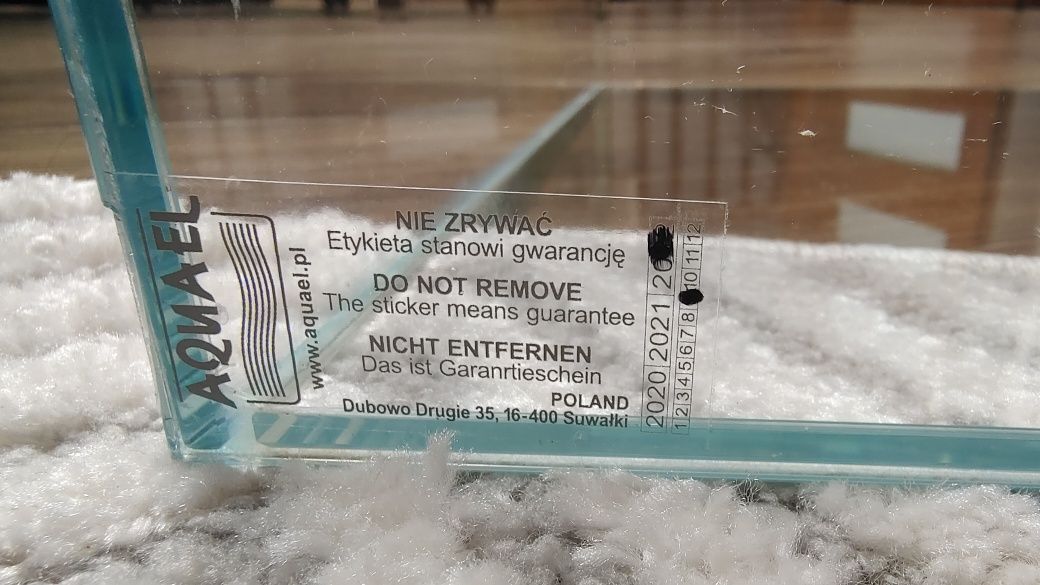 AQUAEL
www.aquael.pl
NIE ZRYWAĆ
Etykieta stanowi gwarancję
DO NOT REMOVE
The sticker means guarantee
NICHT ENTFERNEN
Das ist Garanrtieschein
POLAND
Dubowo Drugie 35, 16-400 Suwałki
2020 2021 20
1 2 3 4 5 6 7 8 10 11 12